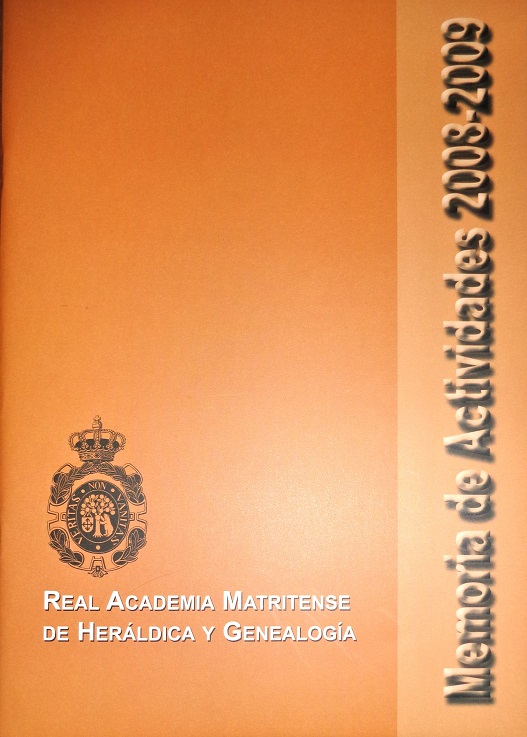 Memoria de Actividades 2008-2009
VERITAS NON VANITAS
REAL ACADEMIA MATRITENSE
DE HERÁLDICA Y GENEALOGÍA